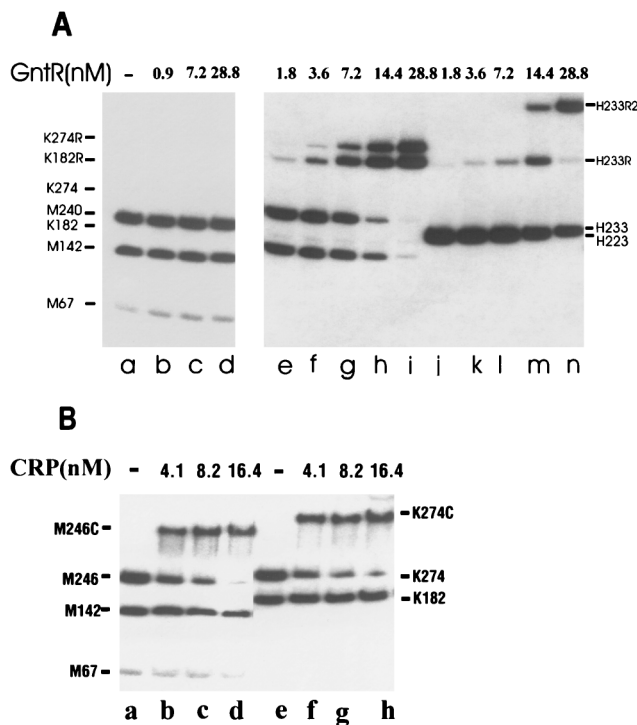 A
GntR(nM) – 0.9 7.2 28.8 1.8 3.6 7.2 14.4 28.8 1.8 3.6 7.2 14.4 28.8
H233R2
K274R
K182R H233R
K274
M240
K182 H233
H223
M142
M67
a b c d e f g h i j k l m n
B
CRP(nM) - 4.1 8.2 16.4 - 4.1 8.2 16.4
K274C
M246C
M246 K274
M142 K182
M67
a b c d e f g h